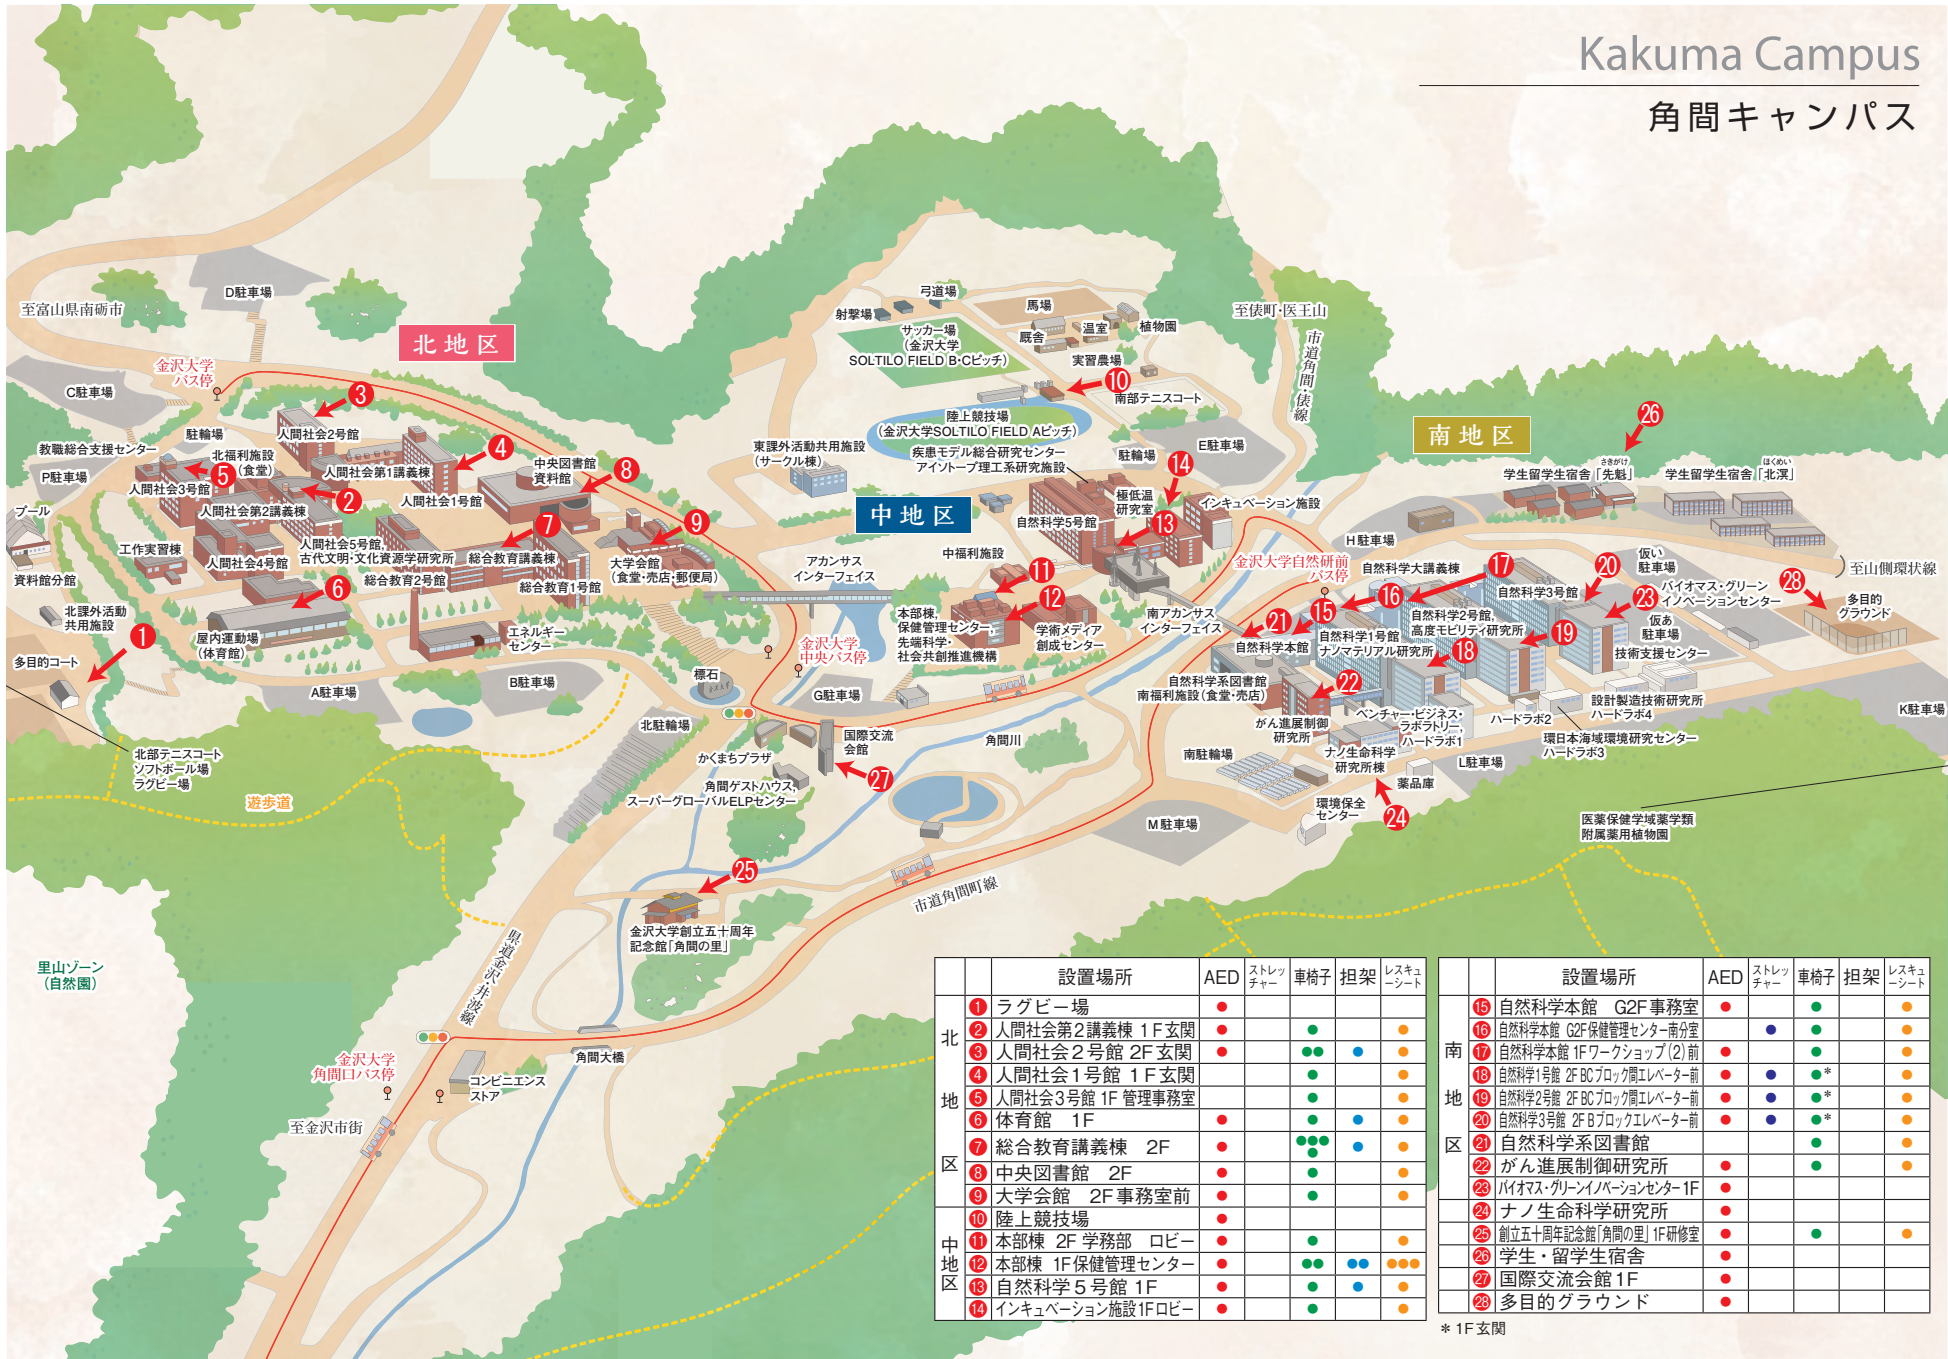 Kakuma Campus
角間キャンパス
D駐車場
至富山県南砺市
北地区
金沢大学
バス停
C駐車場
駐輪場
教職総合支援センター
P駐車場
プール
資料館分館
人間社会2号館
北福利施設
（食堂）
人間社会第1講義棟
人間社会3号館
人間社会第2講義棟
人間社会1号館
中央図書館
資料館
工作実習棟
人間社会4号館
人間社会5号館,
古代文明・文化資源学研究所
総合教育講義棟
総合教育2号館
総合教育1号館
大学会館
（食堂・売店・郵便局）
北課外活動
共用施設
屋内運動場
（体育館）
エネルギー
センター
多目的コート
A駐車場
B駐車場
標石
北駐輪場
北部テニスコート
ソフトボール場
ラグビー場
遊歩道
里山ゾーン
（自然園）
弓道場
射撃場
馬場
サッカー場
（金沢大学
SOLTILO FIELD B・Cピッチ）
厩舎
温室
植物園
実習農場
南部テニスコート
陸上競技場
（金沢大学SOLTILO FIELD Aピッチ）
東課外活動共用施設
（サークル棟）
疾患モデル総合研究センター
アイソトープ理工系研究施設
駐輪場
E駐車場
至俵町・医王山
市道角間・俵線
中地区
自然科学5号館
極低温
研究室
インキュベーション施設
中福利施設
アカンサス
インターフェイス
本部棟,
保健管理センター,
先端科学・
社会共創推進機構
学術メディア
創成センター
南アカンサス
インターフェイス
金沢大学
中央バス停
G駐車場
国際交流
会館
かくまちプラザ
角間ゲストハウス,
スーパーグローバルELPセンター
角間川
金沢大学創立五十周年
記念館「角間の里」
県道金沢・井波線
市道角間町線
角間大橋
金沢大学
角間口バス停
コンビニエンス
ストア
至金沢市街
南地区
学生留学生宿舎「先魁」
さきがけ
学生留学生宿舎「北溟」
ほくめい
H駐車場
金沢大学自然研前
バス停
自然科学大講義棟
自然科学3号館
仮い
駐車場
至山側環状線
バイオマス・グリーン
イノベーションセンター
多目的
グラウンド
自然科学2号館,
高度モビリティ研究所
仮あ
駐車場
自然科学1号館
ナノマテリアル研究所
自然科学本館
技術支援センター
自然科学系図書館
南福利施設（食堂・売店）
がん進展制御
研究所
ベンチャー・ビジネス・
ラボラトリー,
ハードラボ1
ハードラボ2
設計製造技術研究所
ハードラボ4
環日本海域環境研究センター
ハードラボ3
K駐車場
南駐輪場
ナノ生命科学
研究所棟
薬品庫
L駐車場
環境保全
センター
M駐車場
医薬保健学域薬学類
附属薬用植物園
1
2
3
4
5
6
7
8
9
10
11
12
13
14
15
16
17
18
19
20
21
22
23
24
25
26
27
28
設置場所 AED ストレッチャー 車椅子 担架 レスキューシート
北地区
1 ラグビー場 ●
2 人間社会第2講義棟 1F玄関 ● ● ●
3 人間社会2号館 2F玄関 ● ●● ● ●
4 人間社会1号館 1F玄関 ● ●
5 人間社会3号館 1F 管理事務室 ● ●
6 体育館 1F ● ● ● ●
7 総合教育講義棟 2F ● ●●●● ● ●
8 中央図書館 2F ● ● ●
9 大学会館 2F事務室前 ● ● ●
中地区
10 陸上競技場 ●
11 本部棟 2F 学務部 ロビー ● ● ●
12 本部棟 1F保健管理センター ● ●● ●● ●●●
13 自然科学5号館 1F ● ● ● ●
14 インキュベーション施設1Fロビー ● ● ●
設置場所 AED ストレッチャー 車椅子 担架 レスキューシート
南地区
15 自然科学本館 G2F事務室 ● ● ●
16 自然科学本館 G2F保健管理センター南分室 ● ● ●
17 自然科学本館 1Fワークショップ(2)前 ● ● ●
18 自然科学1号館 2F BCブロック間エレベーター前 ● ● ●* ●
19 自然科学2号館 2F BCブロック間エレベーター前 ● ● ●* ●
20 自然科学3号館 2F Bブロックエレベーター前 ● ● ●* ●
21 自然科学系図書館 ● ●
22 がん進展制御研究所 ● ● ●
23 バイオマス・グリーンイノベーションセンター1F ●
24 ナノ生命科学研究所 ●
25 創立五十周年記念館「角間の里」1F研修室 ● ● ●
26 学生・留学生宿舎 ●
27 国際交流会館1F ●
28 多目的グラウンド ●
＊1F玄関